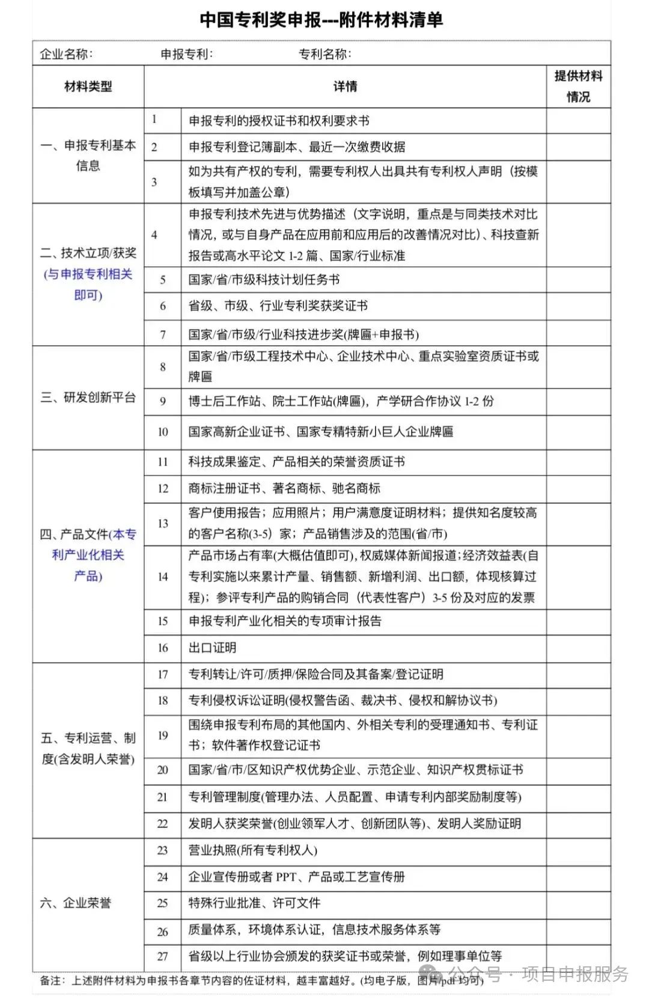 中国专利奖申报---附件材料清单
企业名称： 申报专利： 专利名称：
材料类型 详情 提供材料
情况
一、申报专利基本
信息
1 申报专利的授权证书和权利要求书
2 申报专利登记簿副本、最近一次缴费收据
3 如为共有产权的专利，需要专利权人出具共有专利权人声明（按模
板填写并加盖公章）
二、技术立项/获奖
(与申报专利相关
即可)
4 申报专利技术先进与优势描述（文字说明，重点是与同类技术对比
情况，或与自身产品在应用前和应用后的改善情况对比）、科技查新
报告或高水平论文 1-2 篇、国家/行业标准
5 国家/省/市级科技计划任务书
6 省级、市级、行业专利奖获奖证书
7 国家/省/市级/行业科技进步奖(牌匾+申报书)
三、研发创新平台
8 国家/省/市级工程技术中心、企业技术中心、重点实验室资质证书或
牌匾
9 博士后工作站、院士工作站(牌匾)，产学研合作协议 1-2 份
10 国家高新企业证书、国家专精特新小巨人企业牌匾
四、产品文件(本专
利产业化相关
产品)
11 科技成果鉴定、产品相关的荣誉资质证书
12 商标注册证书、著名商标、驰名商标
13 客户使用报告；应用照片；用户满意度证明材料；提供知名度较高
的客户名称(3-5）家；产品销售涉及的范围(省/市)
14 产品市场占有率(大概估值即可)，权威媒体新闻报道；经济效益表(自
专利实施以来累计产量、销售额、新增利润、出口额，体现核算过
程)；参评专利产品的购销合同（代表性客户）3-5 份及对应的发票
15 申报专利产业化相关的专项审计报告
16 出口证明
五、专利运营、制
度(含发明人荣誉)
17 专利转让/许可/质押/保险合同及其备案/登记证明
18 专利侵权诉讼证明(侵权警告函、裁决书、侵权和解协议书)
19 围绕申报专利布局的其他国内、外相关专利的受理通知书、专利证
书；软件著作权登记证书
20 国家/省/市/区知识产权优势企业、示范企业、知识产权贯标证书
21 专利管理制度(管理办法、人员配置、申请专利内部奖励制度等)
22 发明人获奖荣誉(创业领军人才、创新团队等)、发明人奖励证明
六、企业荣誉
23 营业执照(所有专利权人)
24 企业宣传册或者 PPT、产品或工艺宣传册
25 特殊行业批准、许可文件
26 质量体系，环境体系认证，信息技术服务体系等
27 省级以上行业协会颁发的获奖证书或荣誉，例如理事单位等
备注：上述附件材料为申报书各章节内容的佐证材料，越丰富越好。(均电子版，图片/pdf 均可)
公众号 · 项目申报服务